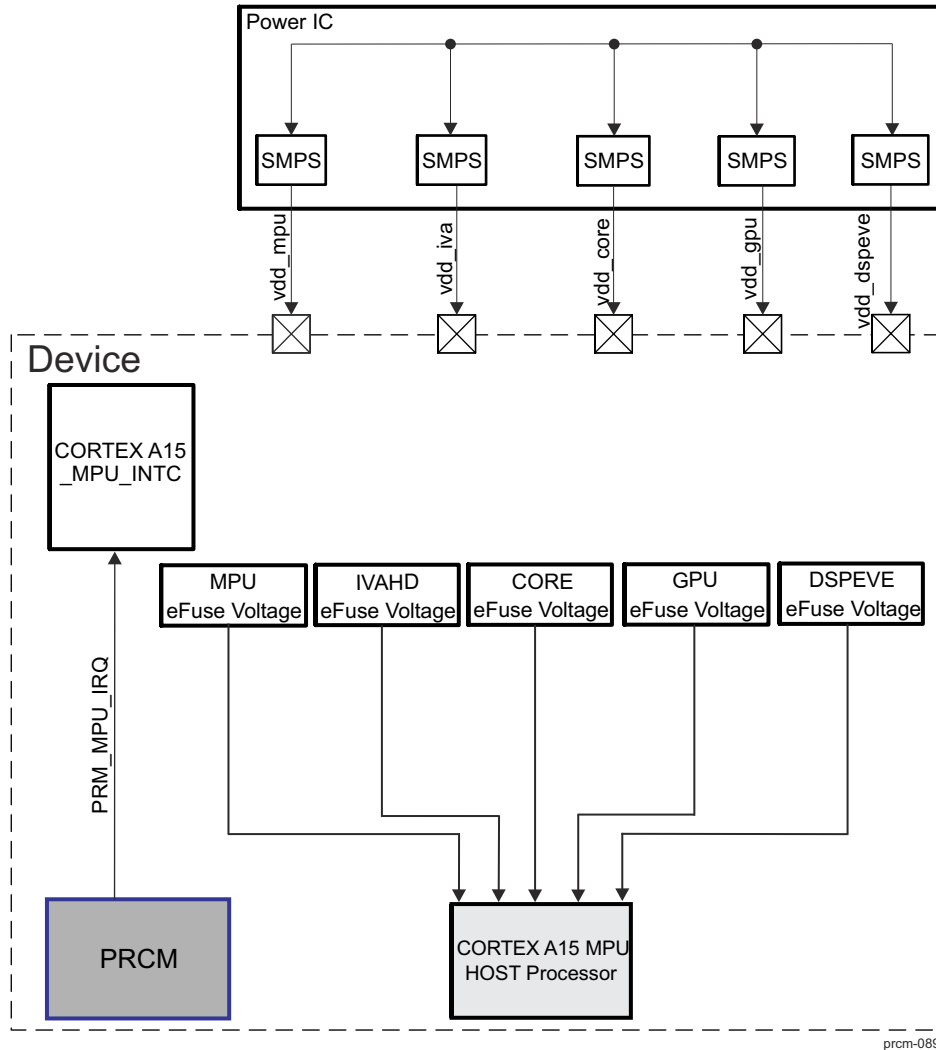 Power IC
SMPS
SMPS
SMPS
SMPS
SMPS
vdd_mpu
vdd_iva
vdd_core
vdd_gpu
vdd_dspeve
Device
CORTEX A15
_MPU_INTC
MPU
eFuse Voltage
IVAHD
eFuse Voltage
CORE
eFuse Voltage
GPU
eFuse Voltage
DSPEVE
eFuse Voltage
PRM_MPU_IRQ
PRCM
CORTEX A15 MPU
HOST Processor
prcm-089